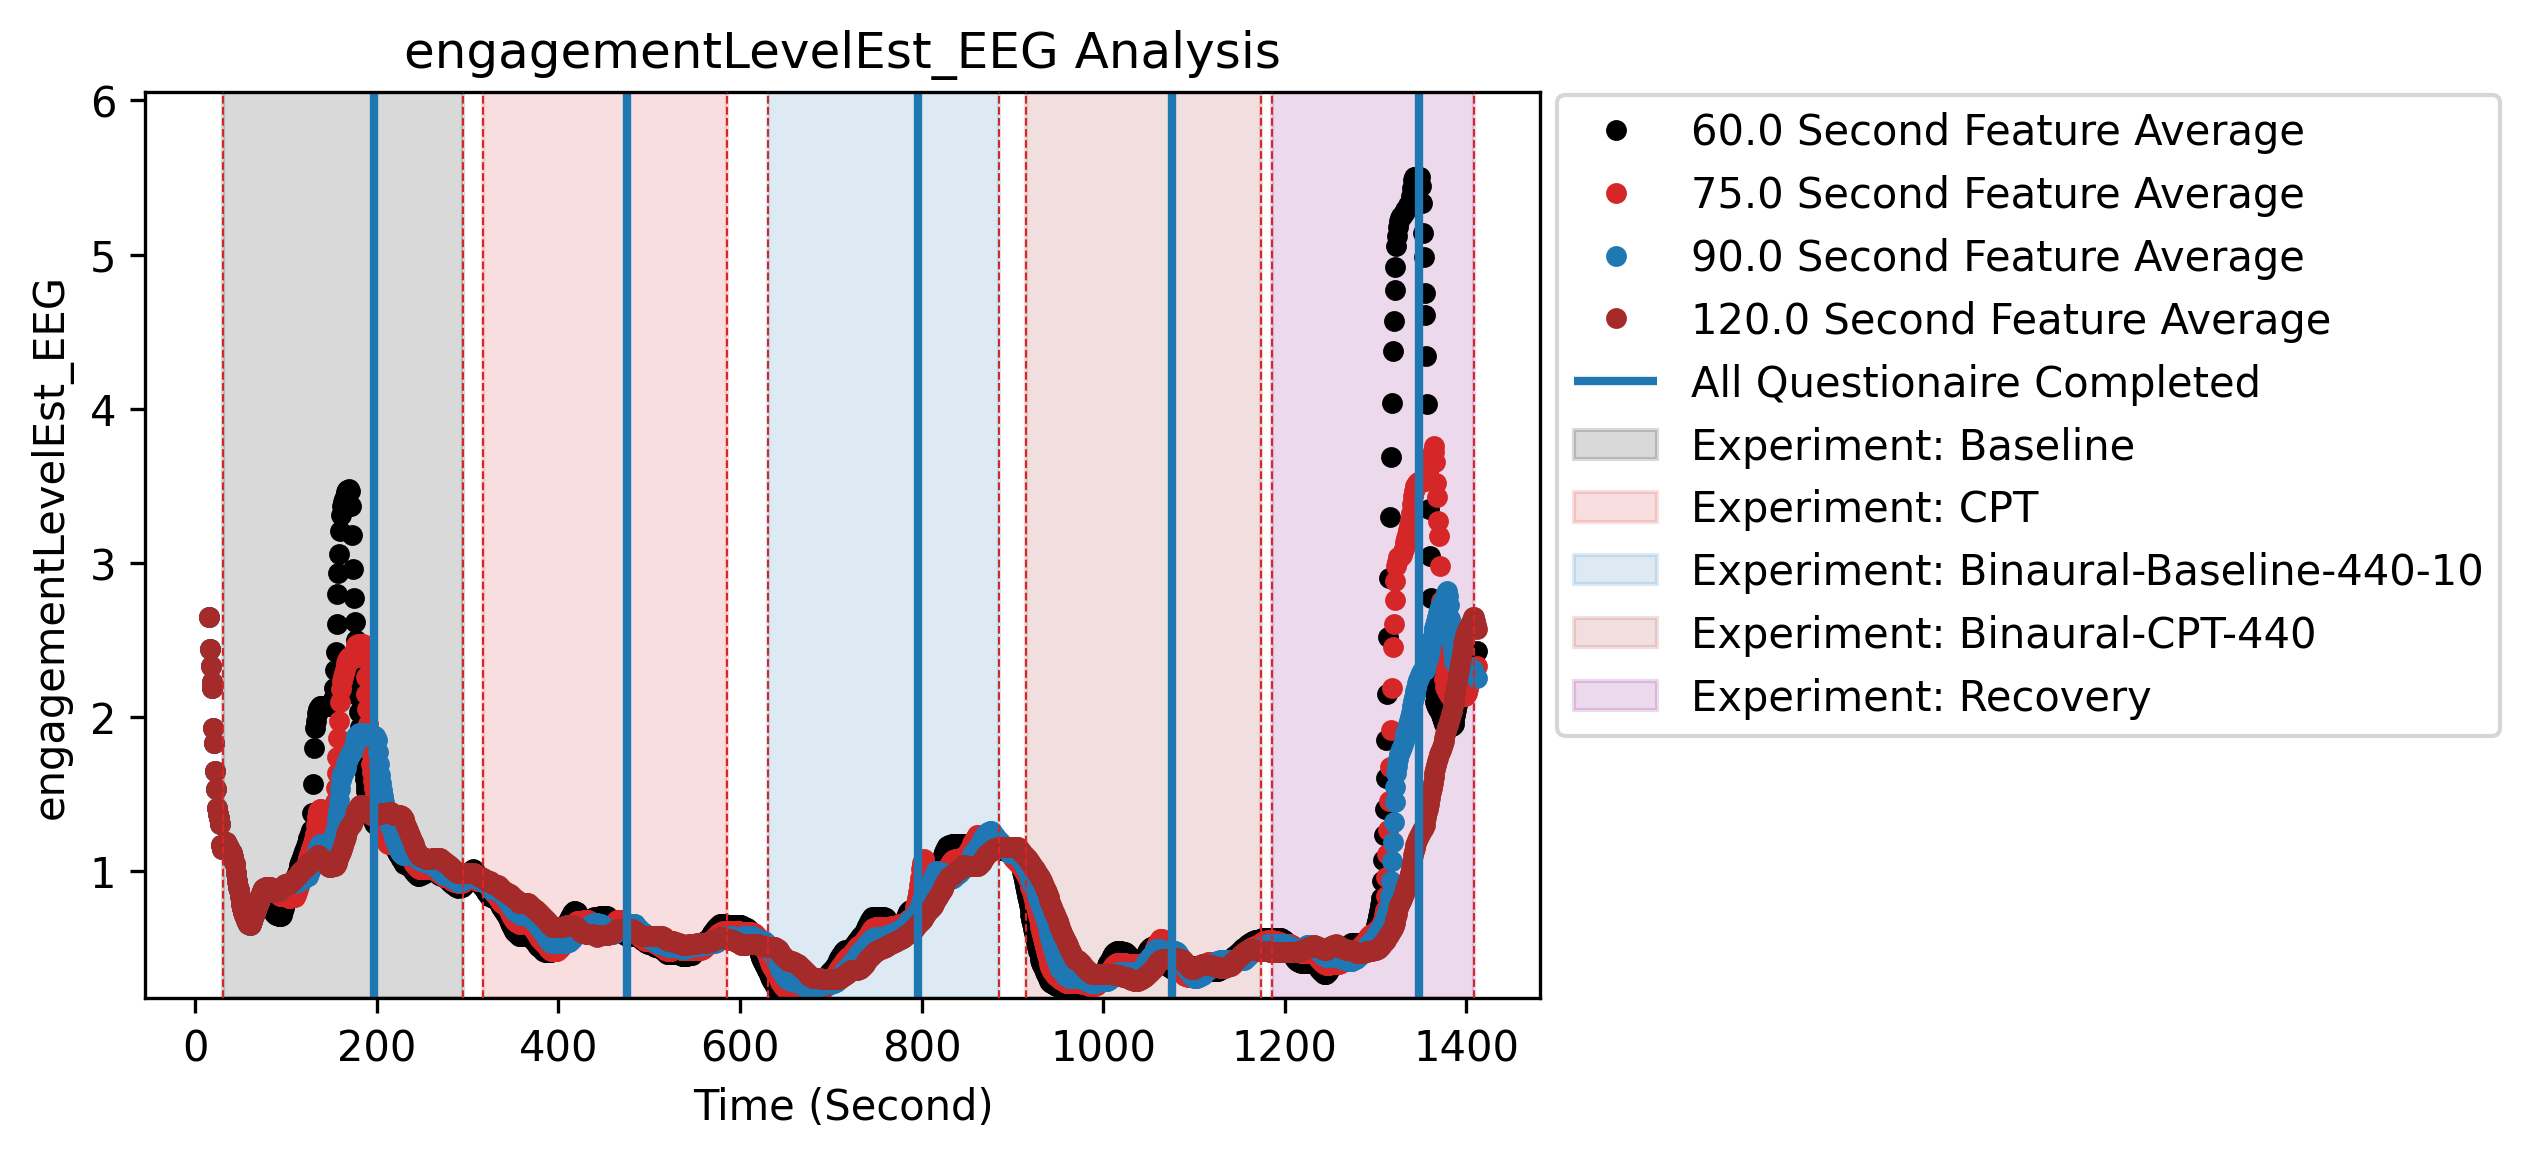 engagementLevelEst_EEG Analysis
engagementLevelEst_EEG
6
5
4
3
2
1
0 200 400 600 800 1000 1200 1400
Time (Second)
60.0 Second Feature Average
75.0 Second Feature Average
90.0 Second Feature Average
120.0 Second Feature Average
All Questionaire Completed
Experiment: Baseline
Experiment: CPT
Experiment: Binaural-Baseline-440-10
Experiment: Binaural-CPT-440
Experiment: Recovery